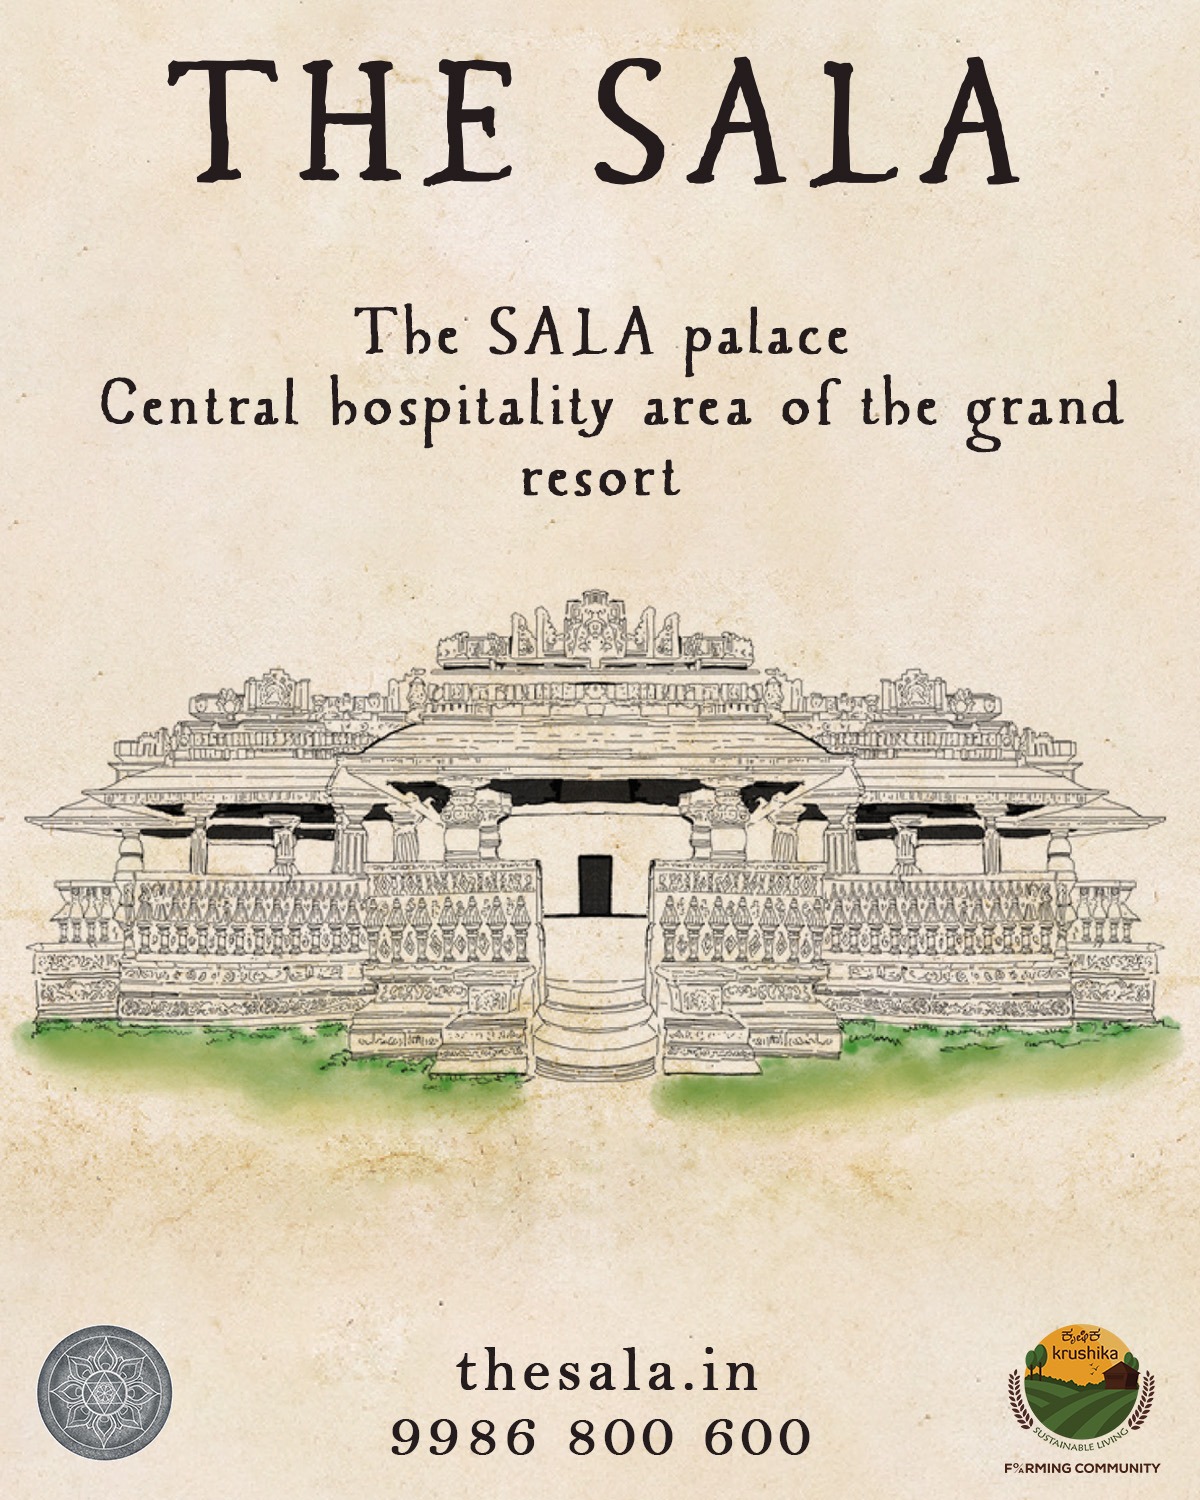 THE SALA
The SALA palace
Central hospitality area of the grand
resort
thesala.in
9986 800 600
ಕೃಷಿಕ
krushika
SUSTAINABLE LIVING
FARMING COMMUNITY